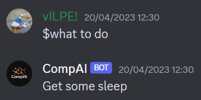 vILPE! 20/04/2023 12:30
$what to do
CompAI BOT 20/04/2023 12:30
Get some sleep